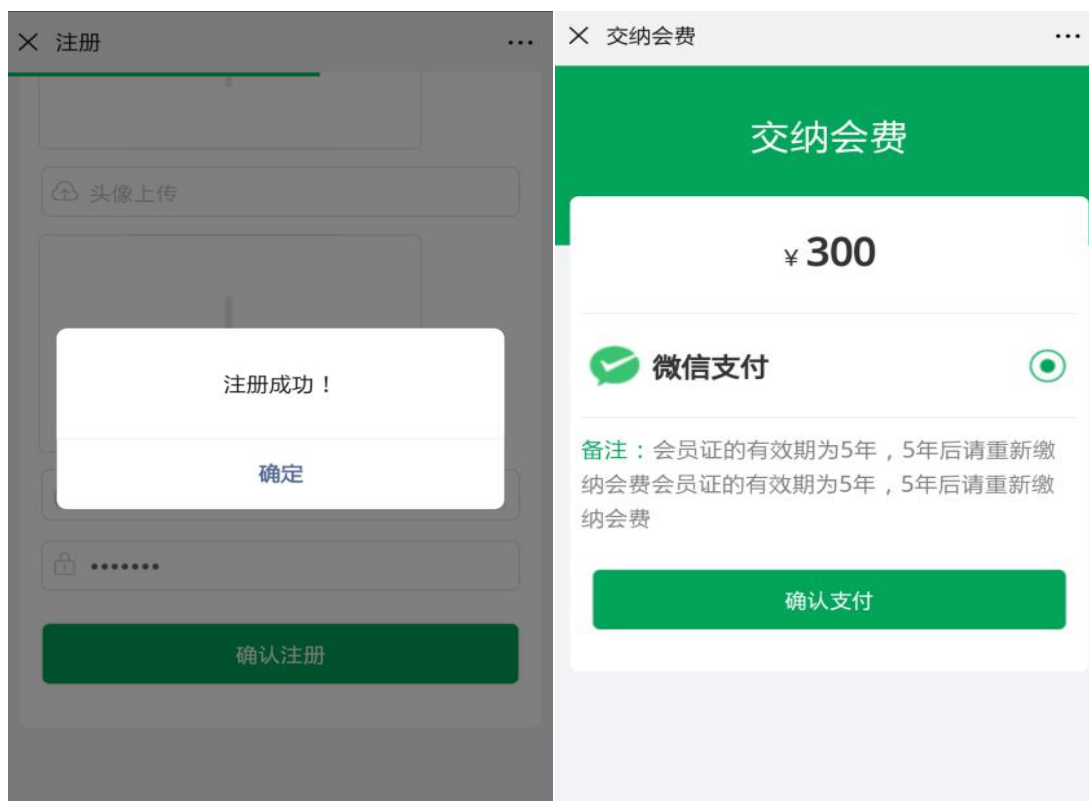 注册
头像上传
注册成功！
确定
•••••••
确认注册
交纳会费
交纳会费
¥ 300
微信支付
备注：会员证的有效期为5年，5年后请重新缴
纳会费会员证的有效期为5年，5年后请重新缴
纳会费
确认支付